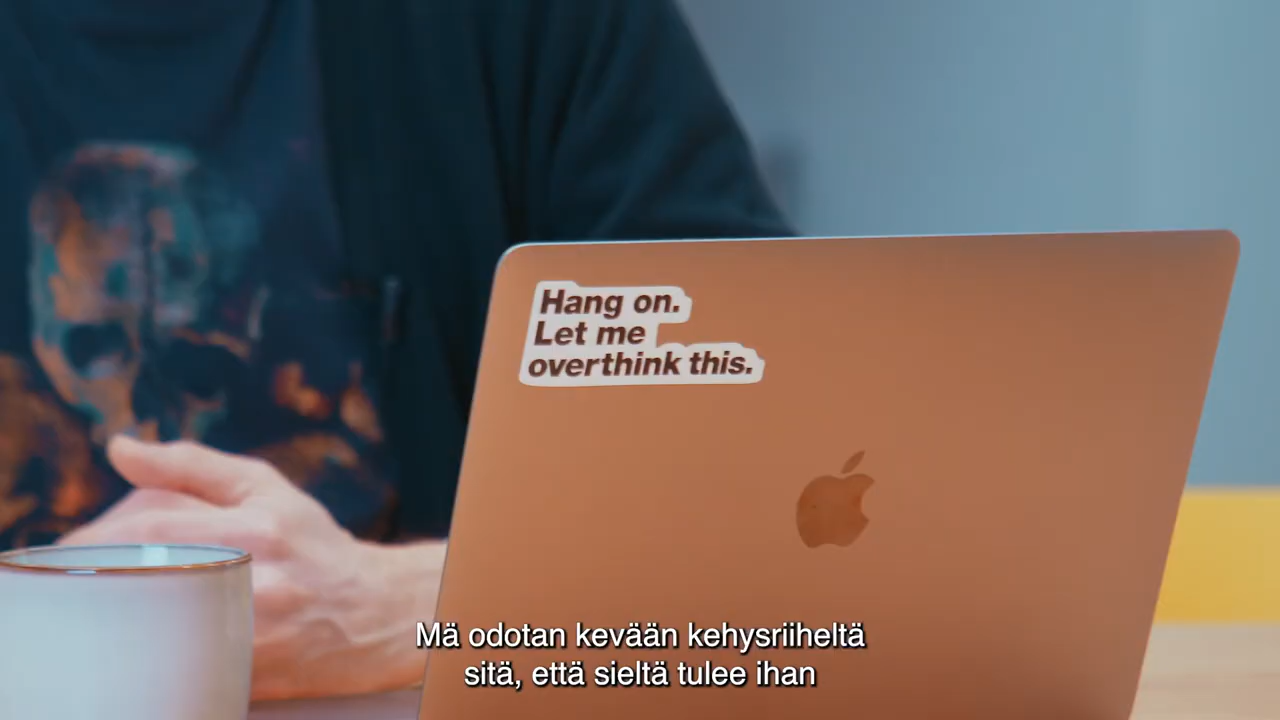 Hang on.
Let me
overthink this.
Mä odotan kevään kehysriiheltä
sitä, että sieltä tulee ihan